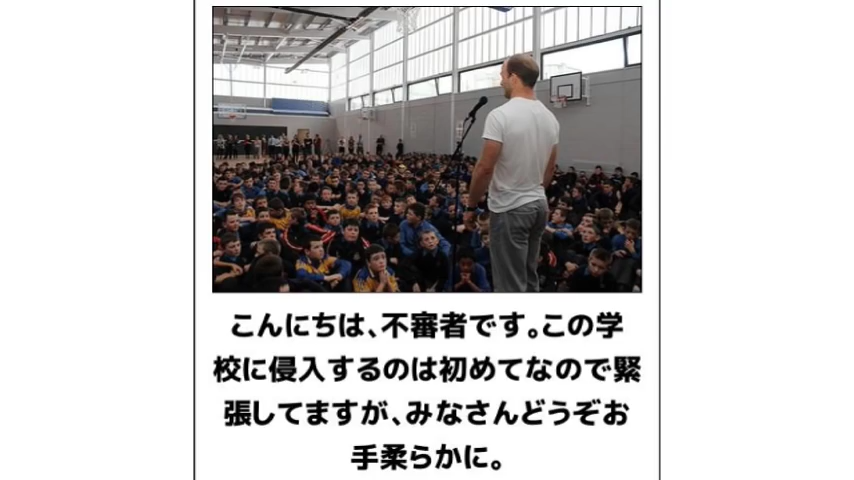 こんにちは、不審者です。この学
校に侵入するのは初めてなので緊
張してますが、みなさんどうぞお
手柔らかに。